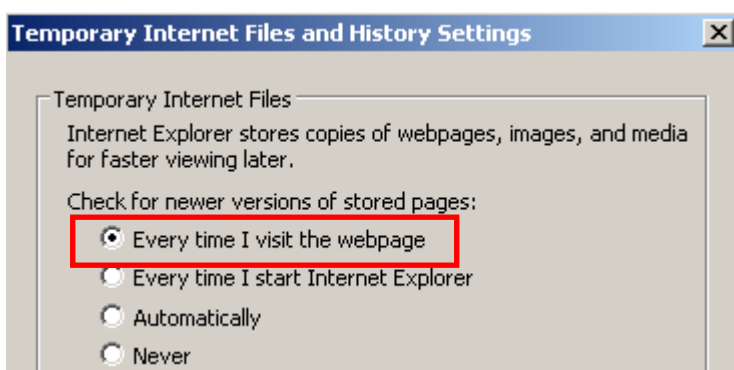 Temporary Internet Files and History Settings
Temporary Internet Files
Internet Explorer stores copies of webpages, images, and media
for faster viewing later.
Check for newer versions of stored pages:
Every time I visit the webpage
Every time I start Internet Explorer
Automatically
Never